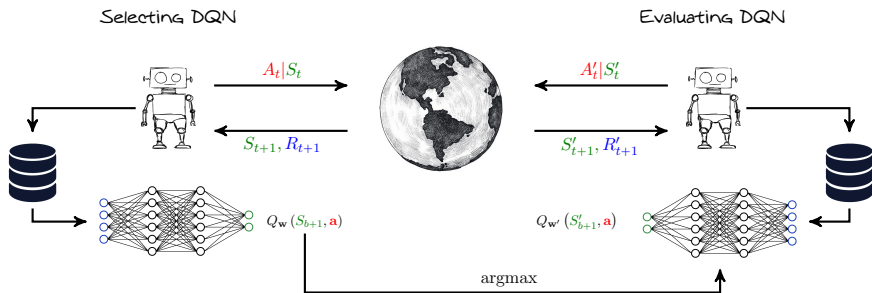 Selecting DQN
Evaluating DQN
A_t|S_t
A'_t|S'_t
S_{t+1}, R_{t+1}
S'_{t+1}, R'_{t+1}
Q_w (S_{b+1}, a)
Q_{w'} (S'_{b+1}, a)
argmax